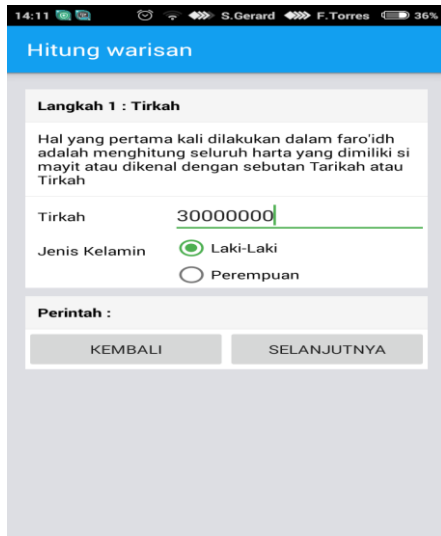 14:11 S.Gerard F.Torres 36%
Hitung warisan
Langkah 1 : Tirkah
Hal yang pertama kali dilakukan dalam faro'idh
adalah menghitung seluruh harta yang dimiliki si
mayit atau dikenal dengan sebutan Tarikah atau
Tirkah
Tirkah 30000000
Jenis Kelamin Laki-Laki
Perempuan
Perintah :
KEMBALI SELANJUTNYA